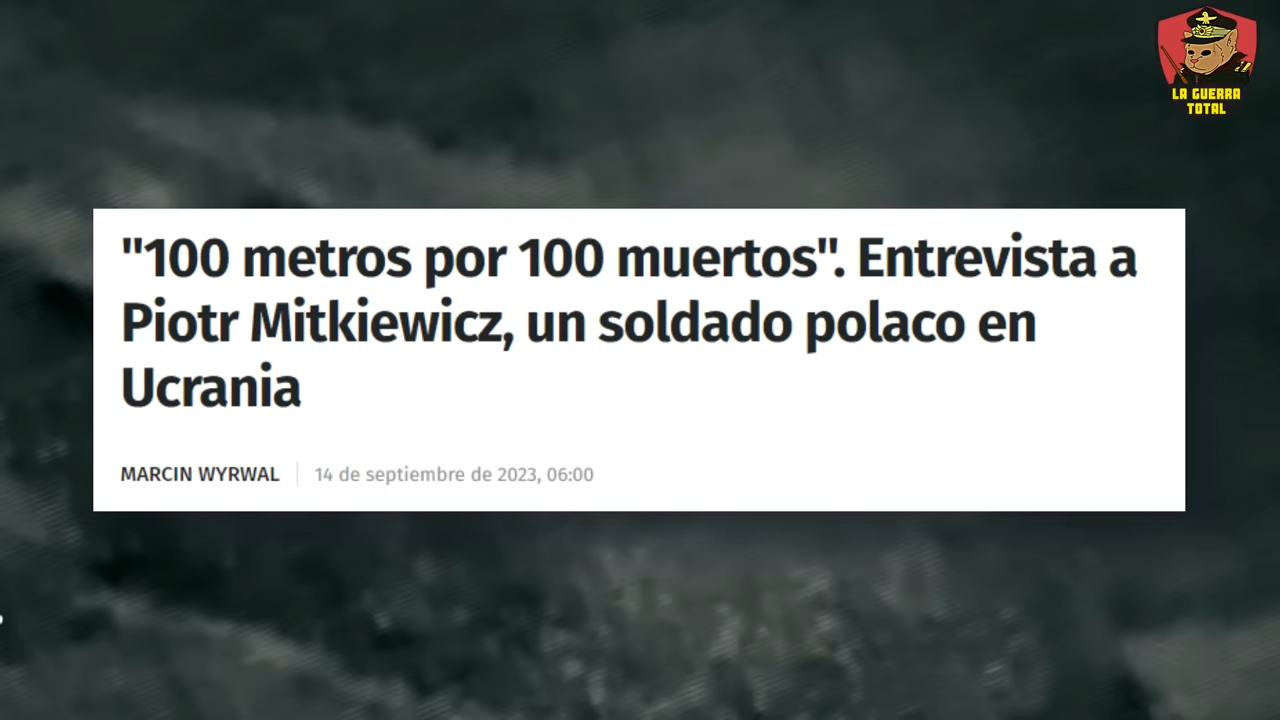 LA GUERRA
TOTAL
"100 metros por 100 muertos". Entrevista a
Piotr Mitkiewicz, un soldado polaco en
Ucrania
MARCIN WYRWAL 14 de septiembre de 2023, 06:00